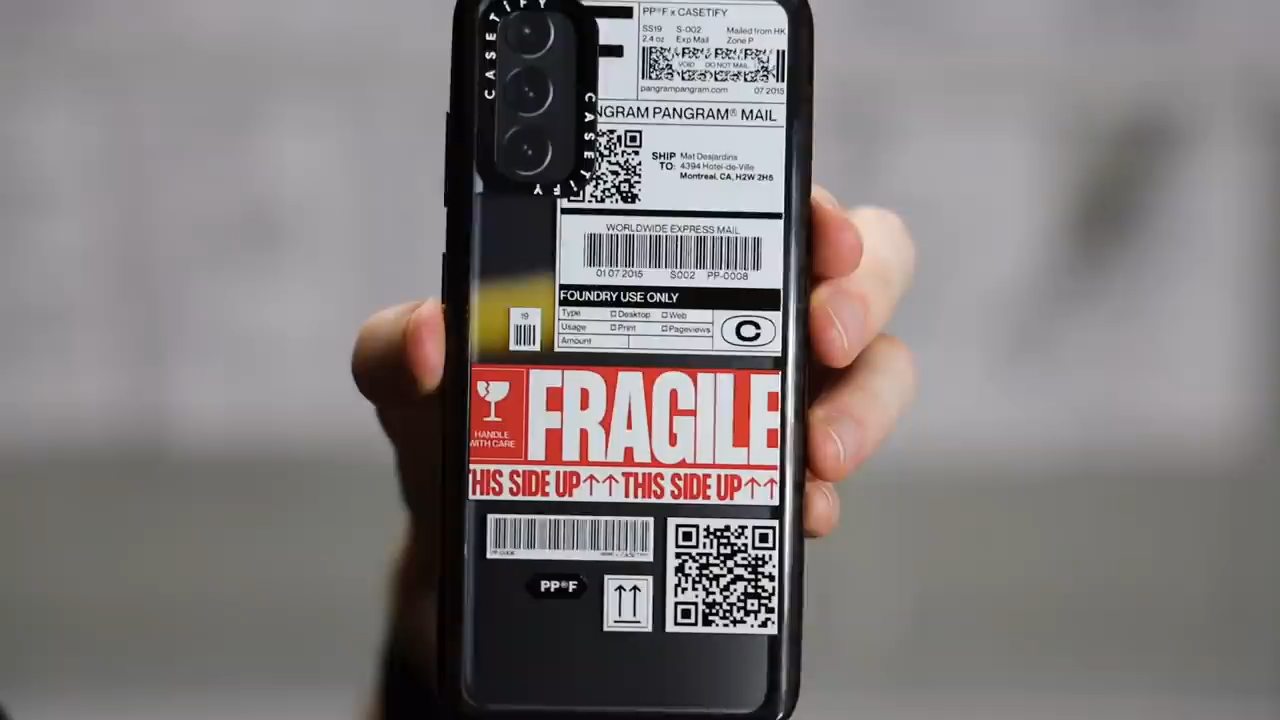 CASETiFY
CASETiFY
F
PP®F x CASETIFY
SS19 S-002 Mailed from HK
2.4 oz Exp Mail Zone P
VOID DO NOT MAIL
pangrampangram.com 07 2015
NGRAM PANGRAM® MAIL
SHIP TO: Mat Desjardins
4394 Hotel-de-Ville
Montreal, CA, H2W 2H5
WORLDWIDE EXPRESS MAIL
01 07 2015 S002 PP-0008
FOUNDRY USE ONLY
Type Desktop Web
Usage Print Pageviews
Amount
C
19
HANDLE
WITH CARE
FRAGILE
THIS SIDE UP↑↑THIS SIDE UP↑↑
PP®F